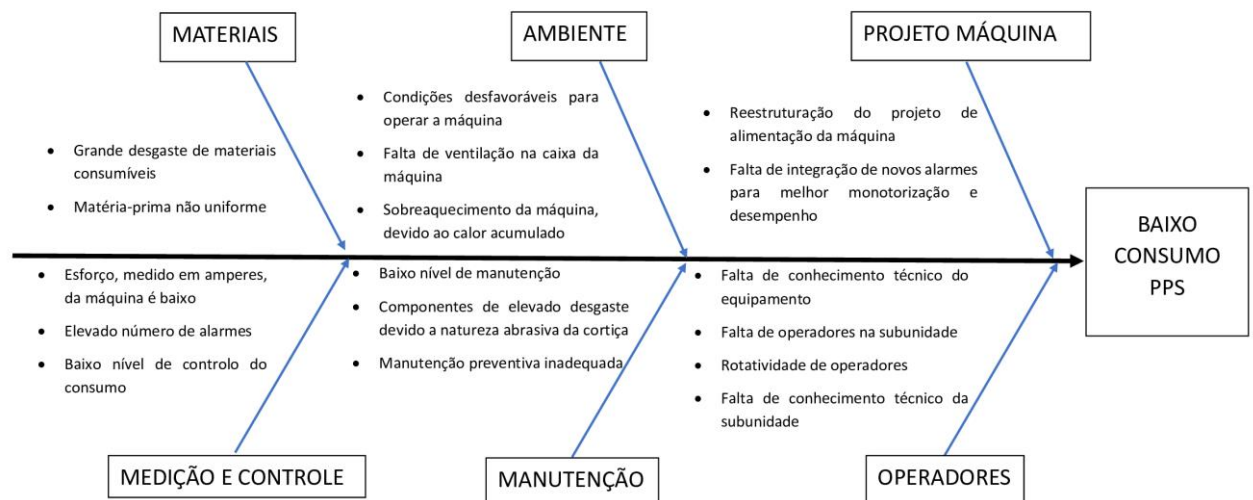 MATERIAIS
AMBIENTE
PROJETO MÁQUINA
• Grande desgaste de materiais
consumíveis
• Matéria-prima não uniforme
• Condições desfavoráveis para
operar a máquina
• Falta de ventilação na caixa da
máquina
• Sobreaquecimento da máquina,
devido ao calor acumulado
• Reestruturação do projeto de
alimentação da máquina
• Falta de integração de novos alarmes
para melhor monotorização e
desempenho
BAIXO
CONSUMO
PPS
• Esforço, medido em amperes,
da máquina é baixo
• Elevado número de alarmes
• Baixo nível de controlo do
consumo
• Baixo nível de manutenção
• Componentes de elevado desgaste
devido a natureza abrasiva da cortiça
• Manutenção preventiva inadequada
• Falta de conhecimento técnico do
equipamento
• Falta de operadores na subunidade
• Rotatividade de operadores
• Falta de conhecimento técnico da
subunidade
MEDIÇÃO E CONTROLE
MANUTENÇÃO
OPERADORES